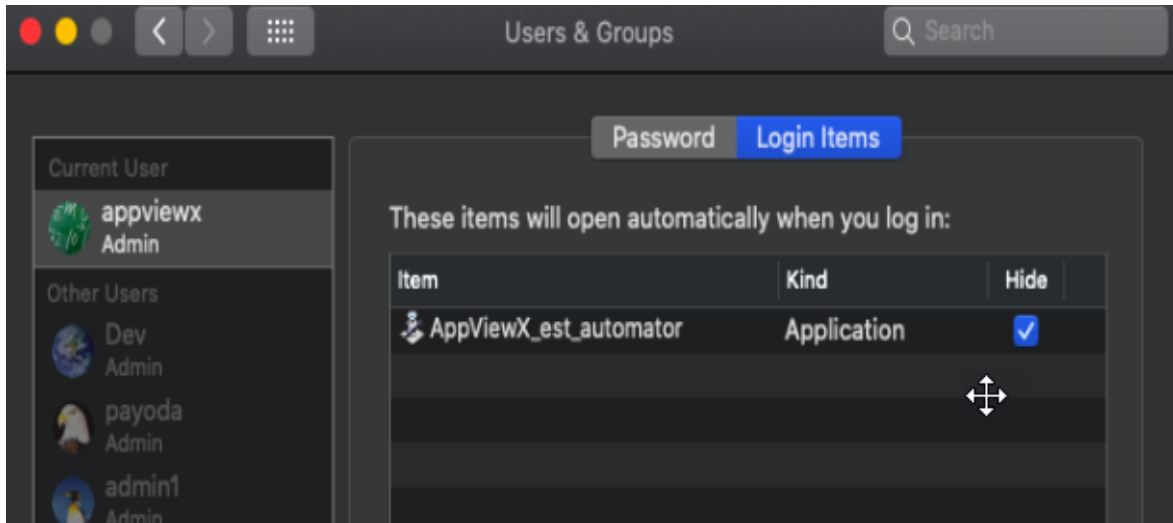 Users & Groups
Search
Password
Login Items
Current User
appviewx
Admin
Other Users
Dev
Admin
payoda
Admin
admin1
Admin
These items will open automatically when you log in:
Item Kind Hide
AppViewX_est_automator Application